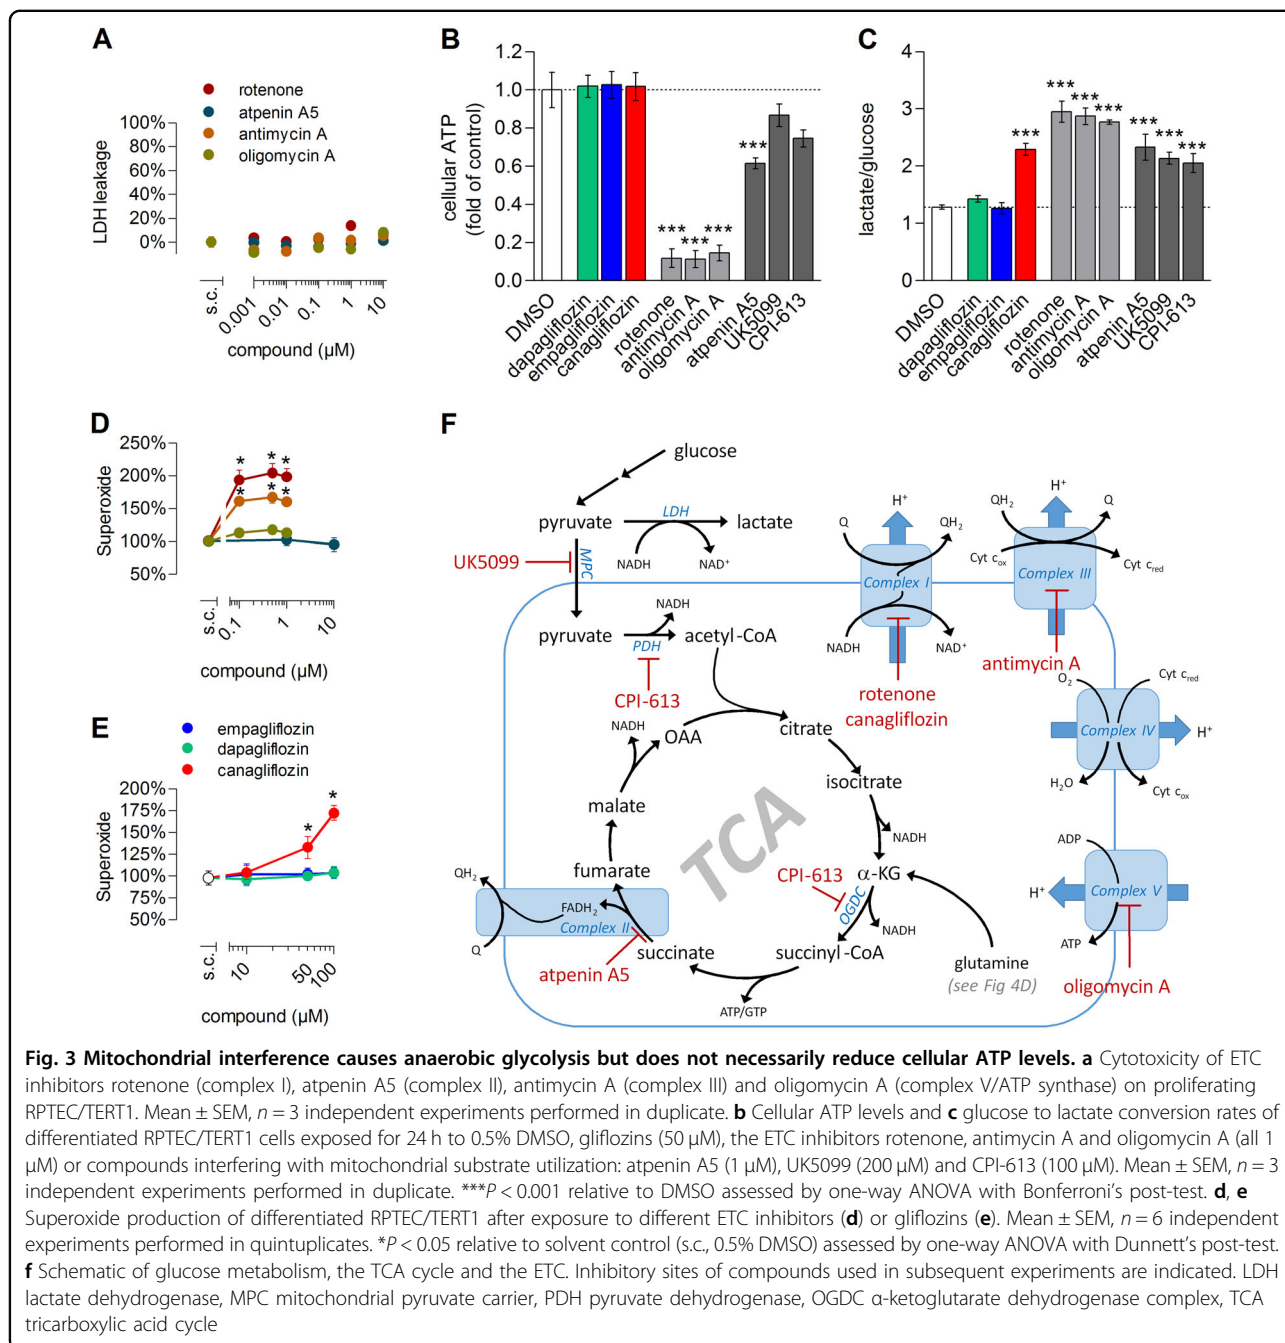 A
rotenone
atpenin A5
antimycin A
oligomycin A
LDH leakage
100%
80%
60%
40%
20%
0%
s.c.
0.001
0.01
0.1
1
10
compound (µM)
B
cellular ATP
(fold of control)
1.2
1.0
0.8
0.6
0.4
0.2
0.0
***
***
***
***
DMSO
dapagliflozin
empagliflozin
canagliflozin
rotenone
antimycin A
oligomycin A
atpenin A5
UK5099
CPI-613
C
lactate/glucose
4
3
2
1
0
***
***
***
***
***
***
***
DMSO
dapagliflozin
empagliflozin
canagliflozin
rotenone
antimycin A
oligomycin A
atpenin A5
UK5099
CPI-613
D
Superoxide
250%
200%
150%
100%
50%
* * *
* * *
s.c.
0.1
1
10
compound (µM)
E
empagliflozin
dapagliflozin
canagliflozin
Superoxide
200%
175%
150%
125%
100%
75%
50%
*
*
s.c.
10
50
100
compound (µM)
F
glucose
pyruvate
LDH
lactate
NADH
NAD⁺
UK5099
MPC
pyruvate
NADH
PDH
acetyl-CoA
CPI-613
NADH
OAA
citrate
isocitrate
NADH
malate
TCA
fumarate
CPI-613
α-KG
OGDC
NADH
QH₂
FADH₂
Complex II
Q
succinate
succinyl-CoA
atpenin A5
ATP/GTP
glutamine
(see Fig 4D)
H⁺
Q
QH₂
Complex I
NADH
NAD⁺
rotenone
canagliflozin
H⁺
QH₂
Q
Cyt c_ox
Complex III
Cyt c_red
antimycin A
O₂
Cyt c_red
Complex IV
H⁺
H₂O
Cyt c_ox
ADP
H⁺
Complex V
ATP
oligomycin A
Fig. 3 Mitochondrial interference causes anaerobic glycolysis but does not necessarily reduce cellular ATP levels. a Cytotoxicity of ETC
inhibitors rotenone (complex I), atpenin A5 (complex II), antimycin A (complex III) and oligomycin A (complex V/ATP synthase) on proliferating
RPTEC/TERT1. Mean ± SEM, n = 3 independent experiments performed in duplicate. b Cellular ATP levels and c glucose to lactate conversion rates of
differentiated RPTEC/TERT1 cells exposed for 24 h to 0.5% DMSO, gliflozins (50 µM), the ETC inhibitors rotenone, antimycin A and oligomycin A (all 1
µM) or compounds interfering with mitochondrial substrate utilization: atpenin A5 (1 µM), UK5099 (200 µM) and CPI-613 (100 µM). Mean ± SEM, n = 3
independent experiments performed in duplicate. ***P < 0.001 relative to DMSO assessed by one-way ANOVA with Bonferroni’s post-test. d, e
Superoxide production of differentiated RPTEC/TERT1 after exposure to different ETC inhibitors (d) or gliflozins (e). Mean ± SEM, n = 6 independent
experiments performed in quintuplicates. *P < 0.05 relative to solvent control (s.c., 0.5% DMSO) assessed by one-way ANOVA with Dunnett’s post-test.
f Schematic of glucose metabolism, the TCA cycle and the ETC. Inhibitory sites of compounds used in subsequent experiments are indicated. LDH
lactate dehydrogenase, MPC mitochondrial pyruvate carrier, PDH pyruvate dehydrogenase, OGDC α-ketoglutarate dehydrogenase complex, TCA
tricarboxylic acid cycle